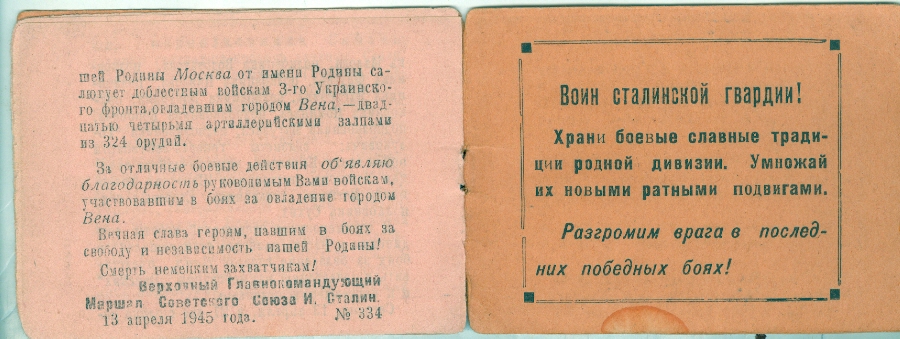 шей Родины Москва от имени Родины са-
лютует доблестным войскам 3-го Украинско-
го фронта, овладевшим городом Вена, — двад-
цатью четырьмя артиллерийскими залпами
из 324 орудий.
За отличные боевые действия об'являю
благодарность руководимым Вами войскам,
участвовавшим в боях за овладение городом
Вена.
Вечная слава героям, павшим в боях за
свободу и независимость нашей Родины!
Смерть немецким захватчикам!
Верховный Главнокомандующий
Маршал Советского Союза И. Сталин.
13 апреля 1945 года. № 334
Воин сталинской гвардии!
Храни боевые славные тради-
ции родной дивизии. Умножай
их новыми ратными подвигами.
Разгромим врага в послед-
них победных боях!